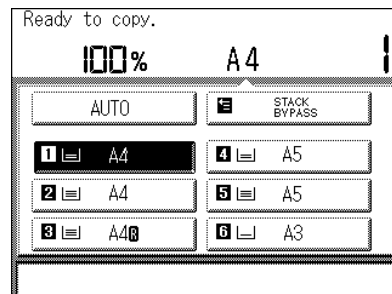 Ready to copy.
100% A4 1
AUTO STACK BYPASS
1 A4 4 A5
2 A4 5 A5
3 A4R 6 A3